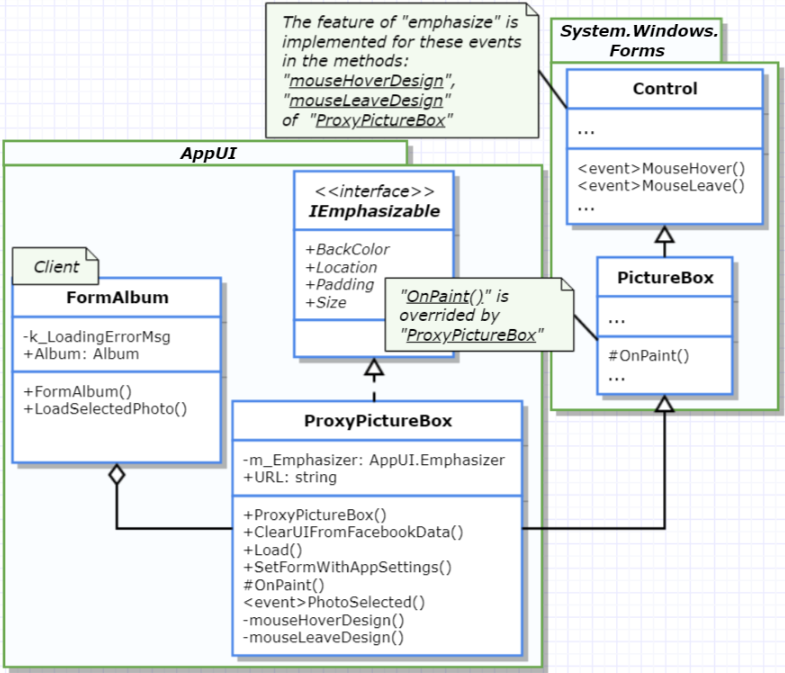 The feature of "emphasize" is
implemented for these events
in the methods:
"mouseHoverDesign",
"mouseLeaveDesign"
of "ProxyPictureBox"
System.Windows.
Forms
Control
...
<event>MouseHover()
<event>MouseLeave()
...
AppUI
<<interface>>
IEmphasizable
+BackColor
+Location
+Padding
+Size
Client
FormAlbum
-k_LoadingErrorMsg
+Album: Album
+FormAlbum()
+LoadSelectedPhoto()
"OnPaint()" is
overrided by
"ProxyPictureBox"
PictureBox
...
#OnPaint()
...
ProxyPictureBox
-m_Emphasizer: AppUI.Emphasizer
+URL: string
+ProxyPictureBox()
+ClearUIFromFacebookData()
+Load()
+SetFormWithAppSettings()
#OnPaint()
<event>PhotoSelected()
-mouseHoverDesign()
-mouseLeaveDesign()